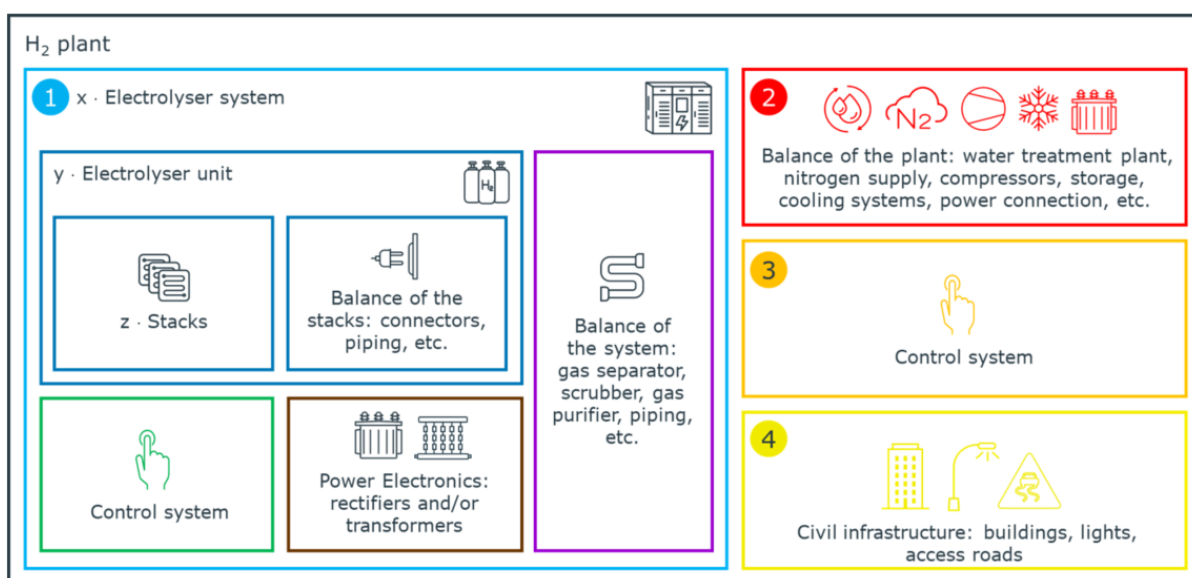 H₂ plant
1 x · Electrolyser system
y · Electrolyser unit
H₂
z · Stacks
Balance of the
stacks: connectors,
piping, etc.
Control system
Power Electronics:
rectifiers and/or
transformers
Balance of
the system:
gas separator,
scrubber, gas
purifier, piping,
etc.
2
N2
Balance of the plant: water treatment plant,
nitrogen supply, compressors, storage,
cooling systems, power connection, etc.
3
Control system
4
Civil infrastructure: buildings, lights,
access roads